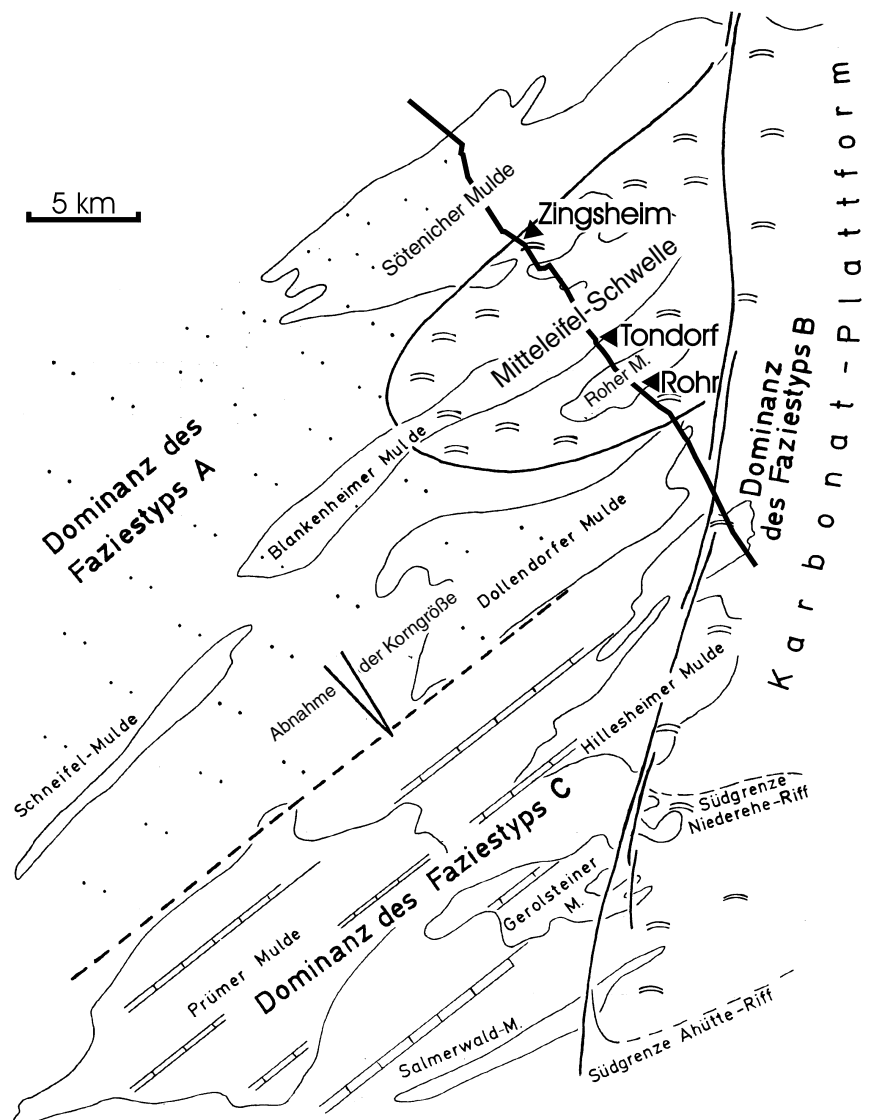 5 km
Sötenicher Mulde
Zingsheim
Mitteleifel-Schwelle
Tondorf
Roher M.
Rohr
Karbonat-Plattform
Dominanz
des Faziestyps B
Dominanz des
Faziestyps A
Blankenheimer Mulde
Dollendorfer Mulde
Abnahme der Korngröße
Schneifel-Mulde
Hillesheimer Mulde
Südgrenze
Niederehe-Riff
Dominanz des Faziestyps C
Gerolsteiner
M.
Prümer Mulde
Salmerwald-M.
Südgrenze Ahütte-Riff